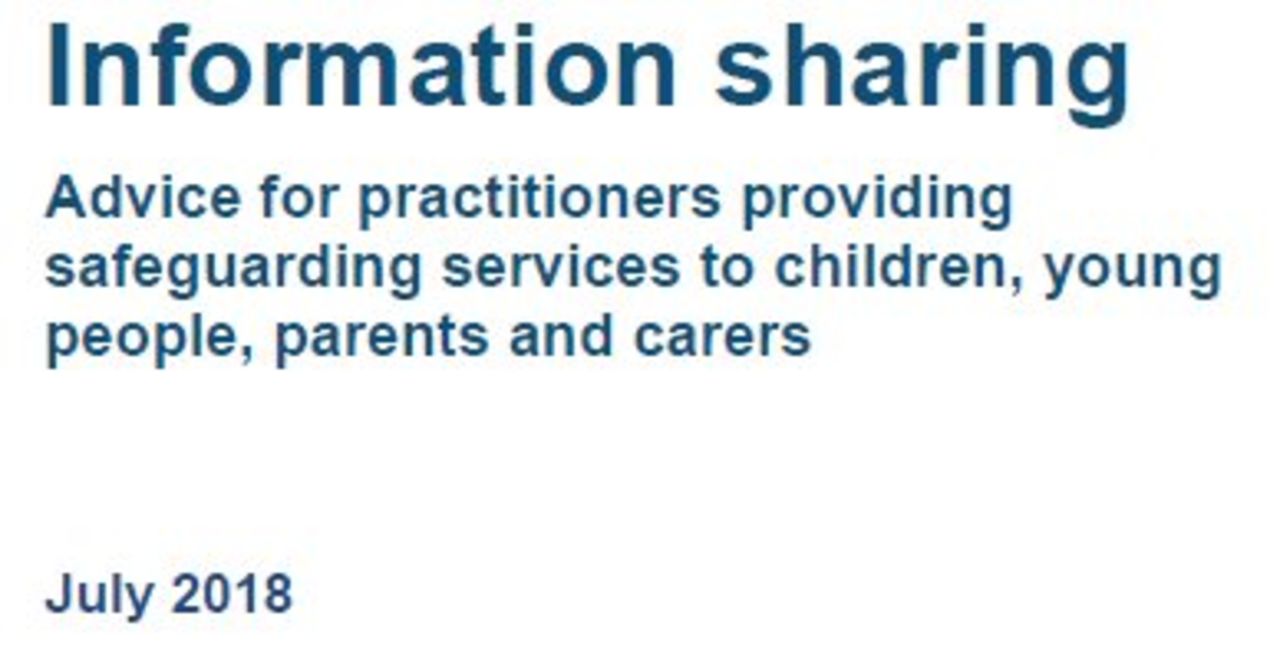 Information sharing
Advice for practitioners providing
safeguarding services to children, young
people, parents and carers
July 2018